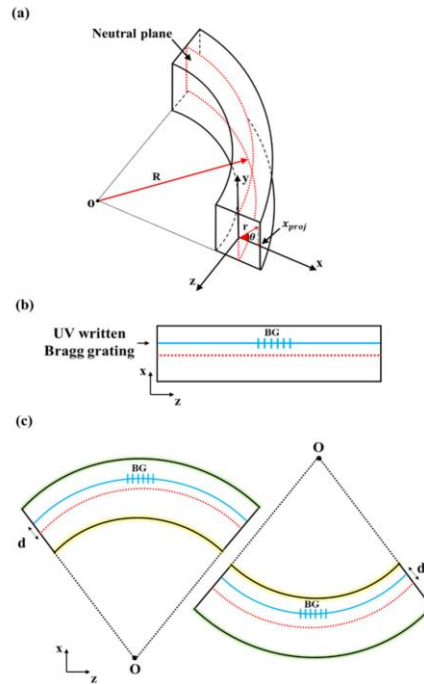 (a)
Neutral plane
R
y
o
r
θ
x_proj
z
x
(b)
UV written
Bragg grating
BG
x
z
(c)
O
BG
d
d
BG
x
z
O